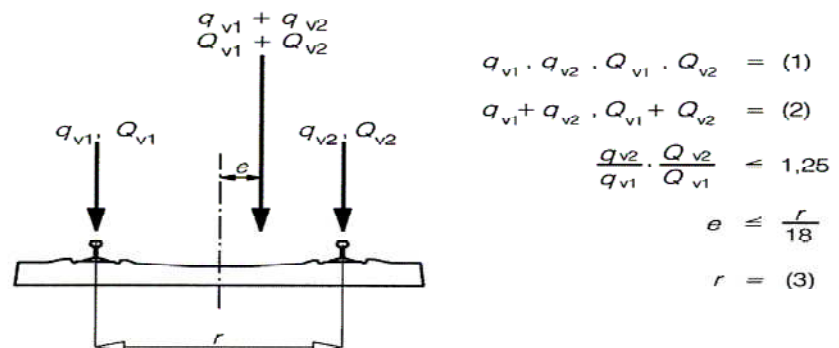 q v1 + q v2
Q v1 + Q v2
q v1, Q v1
q v2, Q v2
e
r
q v1 . q v2 . Q v1 . Q v2 = (1)
q v1 + q v2 . Q v1 + Q v2 = (2)
q v2 / q v1 . Q v2 / Q v1 ≤ 1,25
e ≤ r / 18
r = (3)